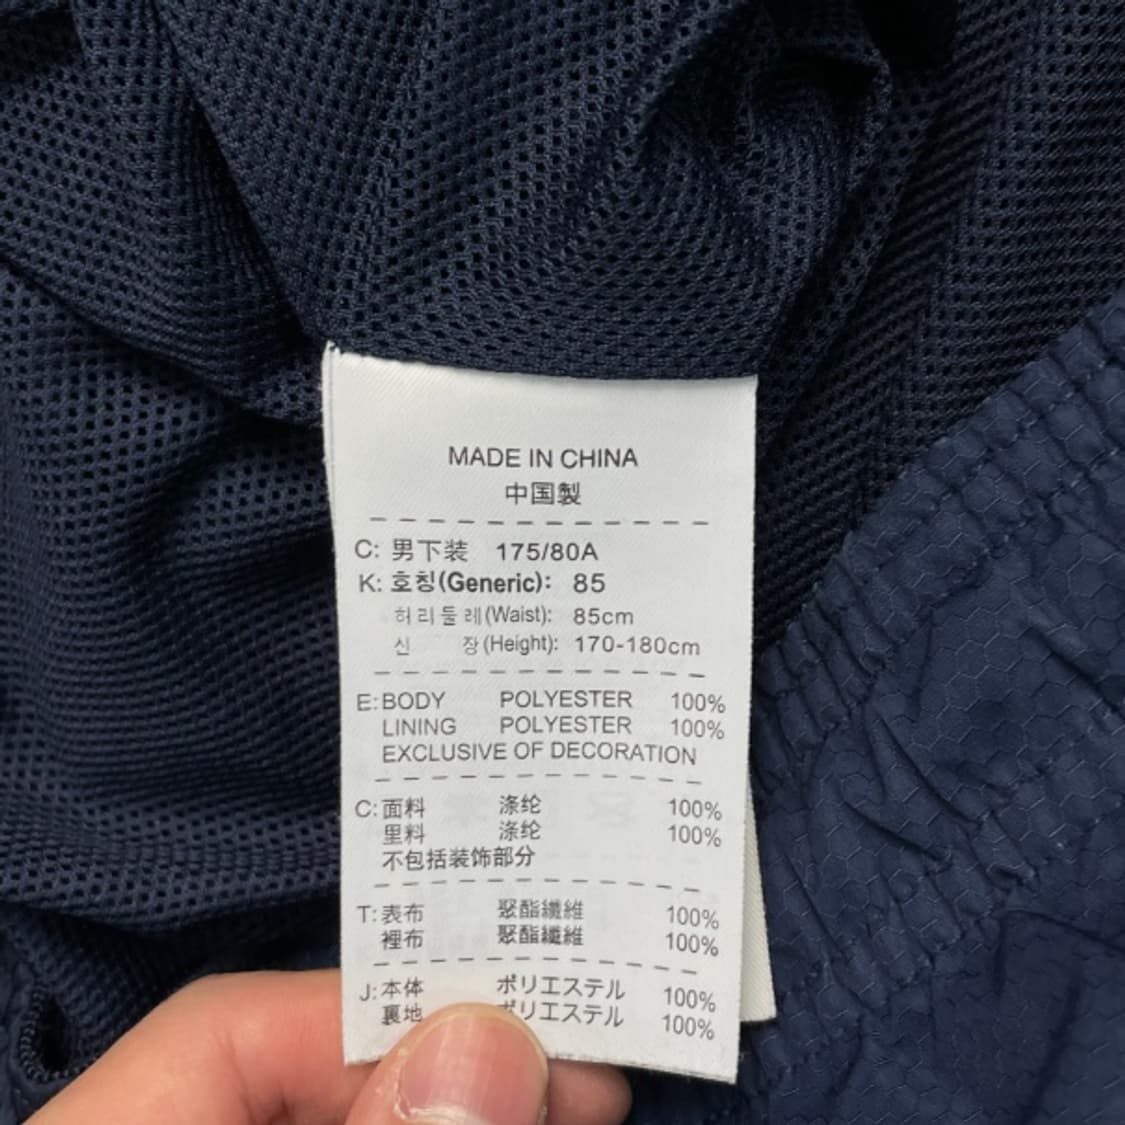 MADE IN CHINA
中国製
C: 男下装 175/80A
K: 호칭(Generic): 85
허리둘레(Waist): 85cm
신 장(Height): 170-180cm
E: BODY POLYESTER 100%
LINING POLYESTER 100%
EXCLUSIVE OF DECORATION
C: 面料 涤纶 100%
里料 涤纶 100%
不包括装饰部分
T: 表布 聚酯纖維 100%
裡布 聚酯纖維 100%
J: 本体 ポリエステル 100%
裏地 ポリエステル 100%